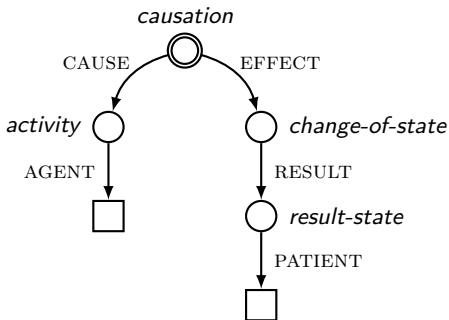 causation
CAUSE EFFECT
activity change-of-state
AGENT RESULT
result-state
PATIENT